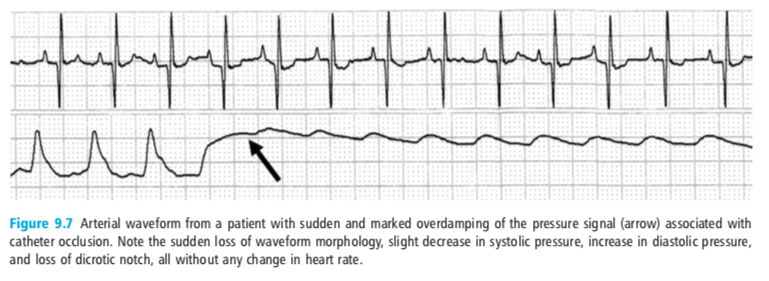 Figure 9.7 Arterial waveform from a patient with sudden and marked overdamping of the pressure signal (arrow) associated with
catheter occlusion. Note the sudden loss of waveform morphology, slight decrease in systolic pressure, increase in diastolic pressure,
and loss of dicrotic notch, all without any change in heart rate.